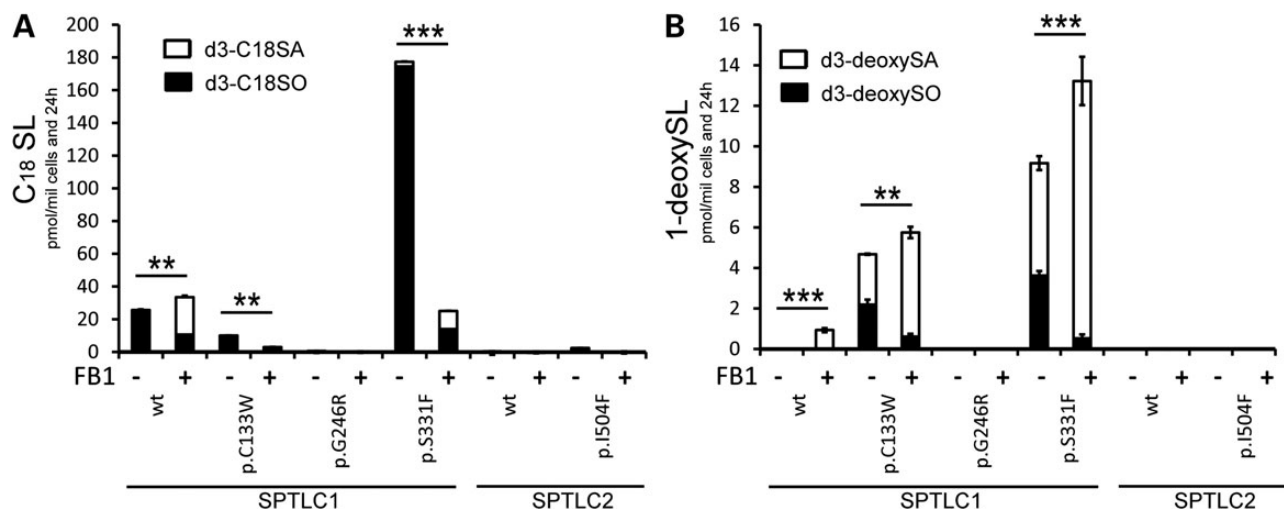 A
C18 SL
pmol/mil cells and 24h
200
180
160
140
120
100
80
60
40
20
0
d3-C18SA
d3-C18SO
**
**
***
FB1 - + - + - + - + - + - +
wt p.C133W p.G246R p.S331F wt p.I504F
SPTLC1 SPTLC2
B
1-deoxySL
pmol/mil cells and 24h
16
14
12
10
8
6
4
2
0
d3-deoxySA
d3-deoxySO
***
**
***
FB1 - + - + - + - + - + - +
wt p.C133W p.G246R p.S331F wt p.I504F
SPTLC1 SPTLC2